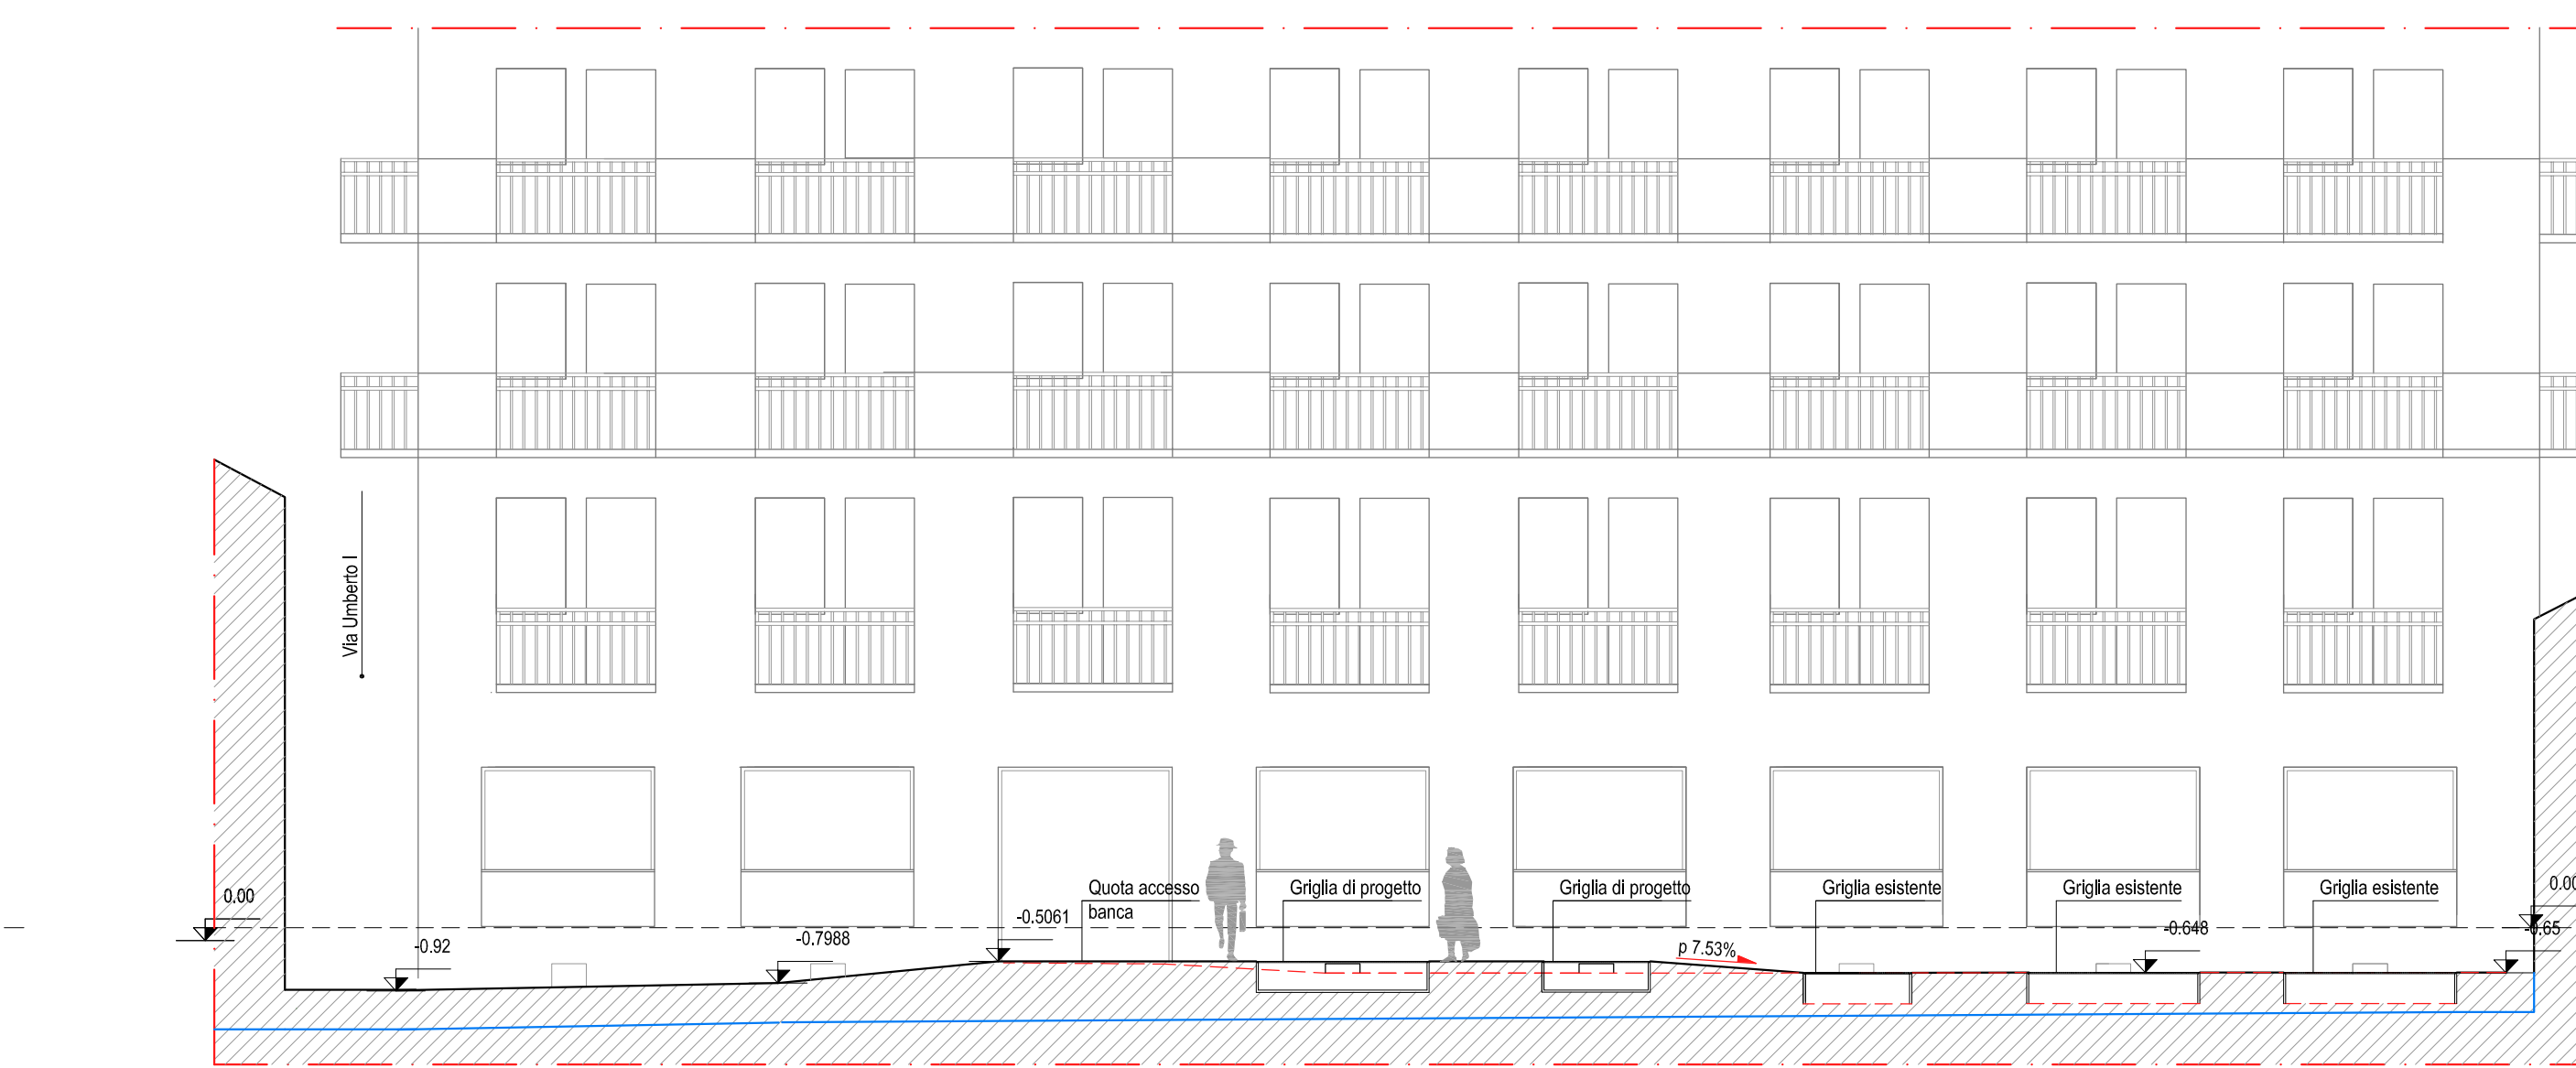 Via Umberto I
0.00
-0.92
-0.7988
-0.5061
Quota accesso
banca
Griglia di progetto
Griglia di progetto
p 7.53%
Griglia esistente
Griglia esistente
-0.648
Griglia esistente
-0.65
0.00